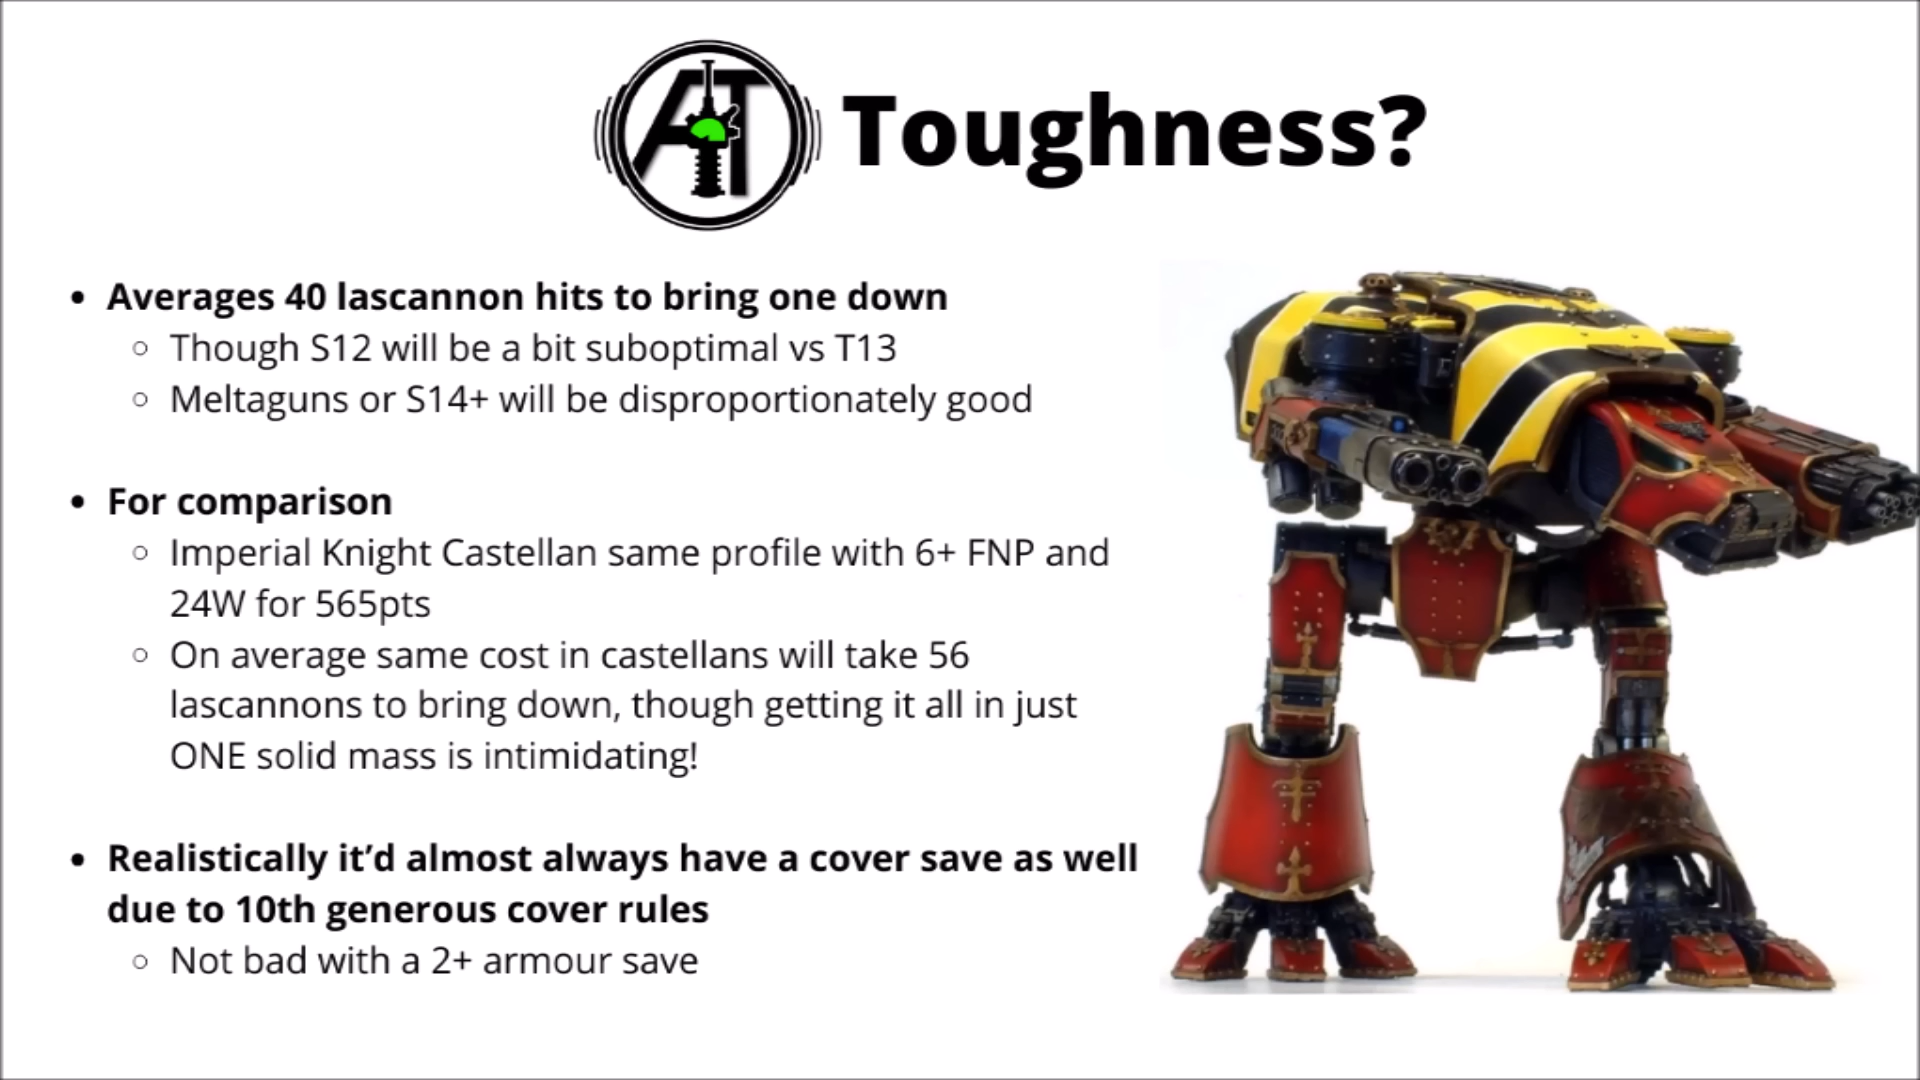 AT Toughness?
• Averages 40 lascannon hits to bring one down
○ Though S12 will be a bit suboptimal vs T13
○ Meltaguns or S14+ will be disproportionately good
• For comparison
○ Imperial Knight Castellan same profile with 6+ FNP and
24W for 565pts
○ On average same cost in castellans will take 56
lascannons to bring down, though getting it all in just
ONE solid mass is intimidating!
• Realistically it’d almost always have a cover save as well
due to 10th generous cover rules
○ Not bad with a 2+ armour save